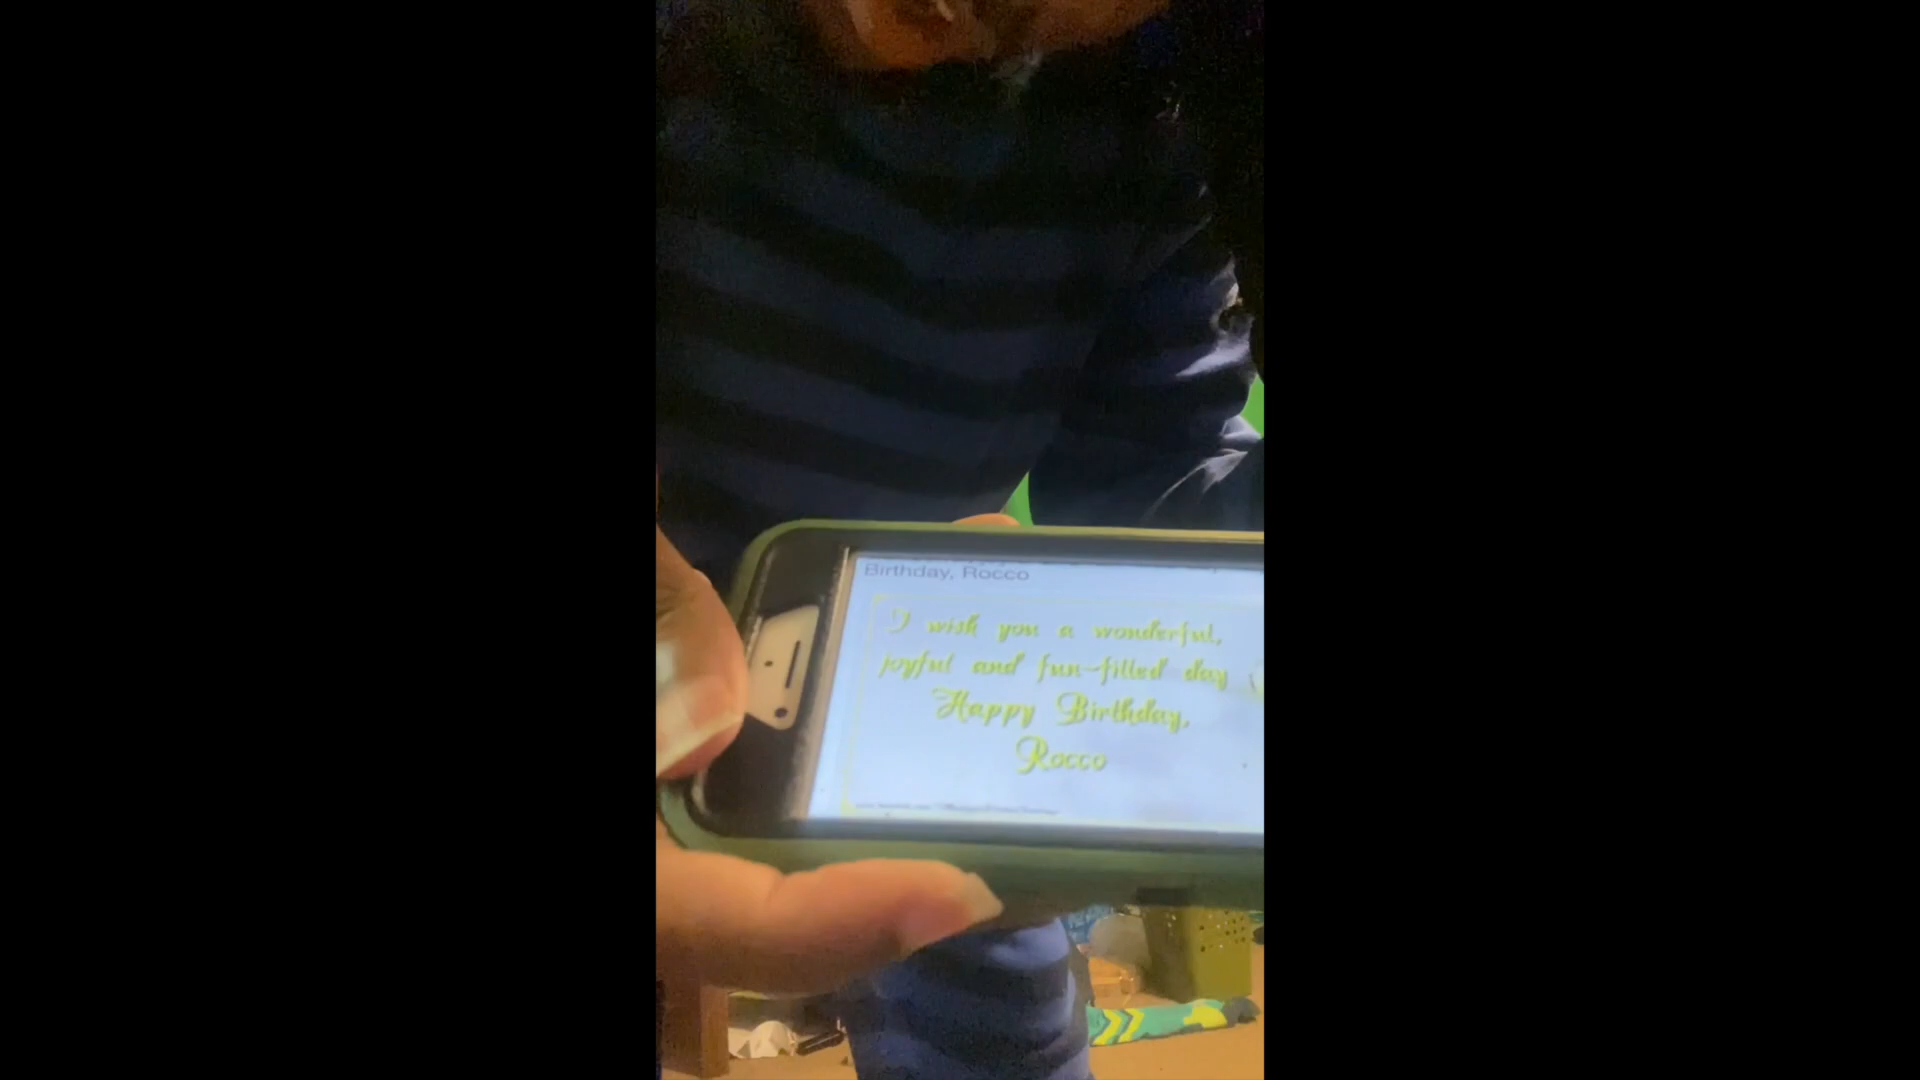 Birthday, Rocco
I wish you a wonderful,
joyful and fun-filled day
Happy Birthday,
Rocco